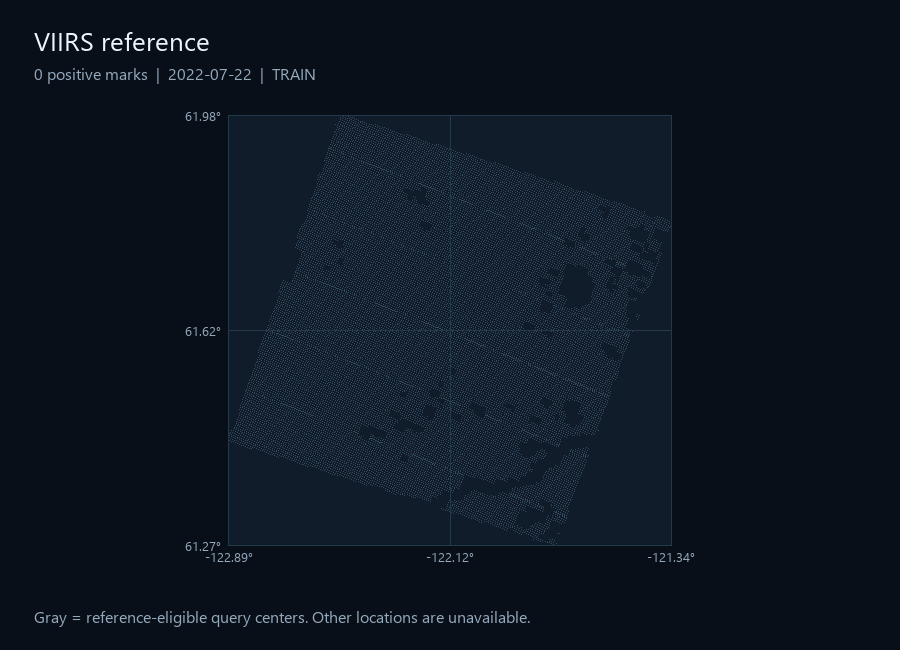 VIIRS reference
0 positive marks | 2022-07-22 | TRAIN
61.98°
61.62°
61.27°
-122.89°
-122.12°
-121.34°
Gray = reference-eligible query centers. Other locations are unavailable.